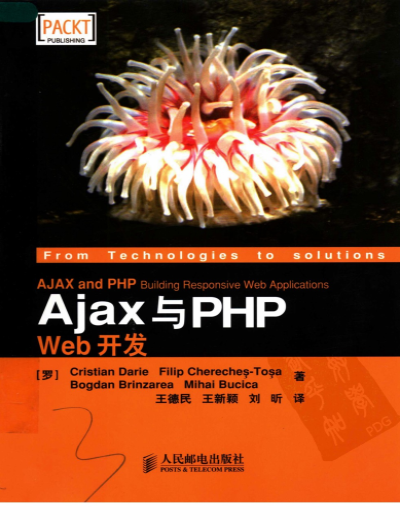 [PACKT]
PUBLISHING
From Technologies to solutions
AJAX and PHP Building Responsive Web Applications
Ajax与PHP
Web开发
[罗] Cristian Darie Filip Cherecheş-Toşa
Bogdan Brinzarea Mihai Bucica 著
王德民 王新颖 刘昕 译
人民邮电出版社
POSTS & TELECOM PRESS
PDG